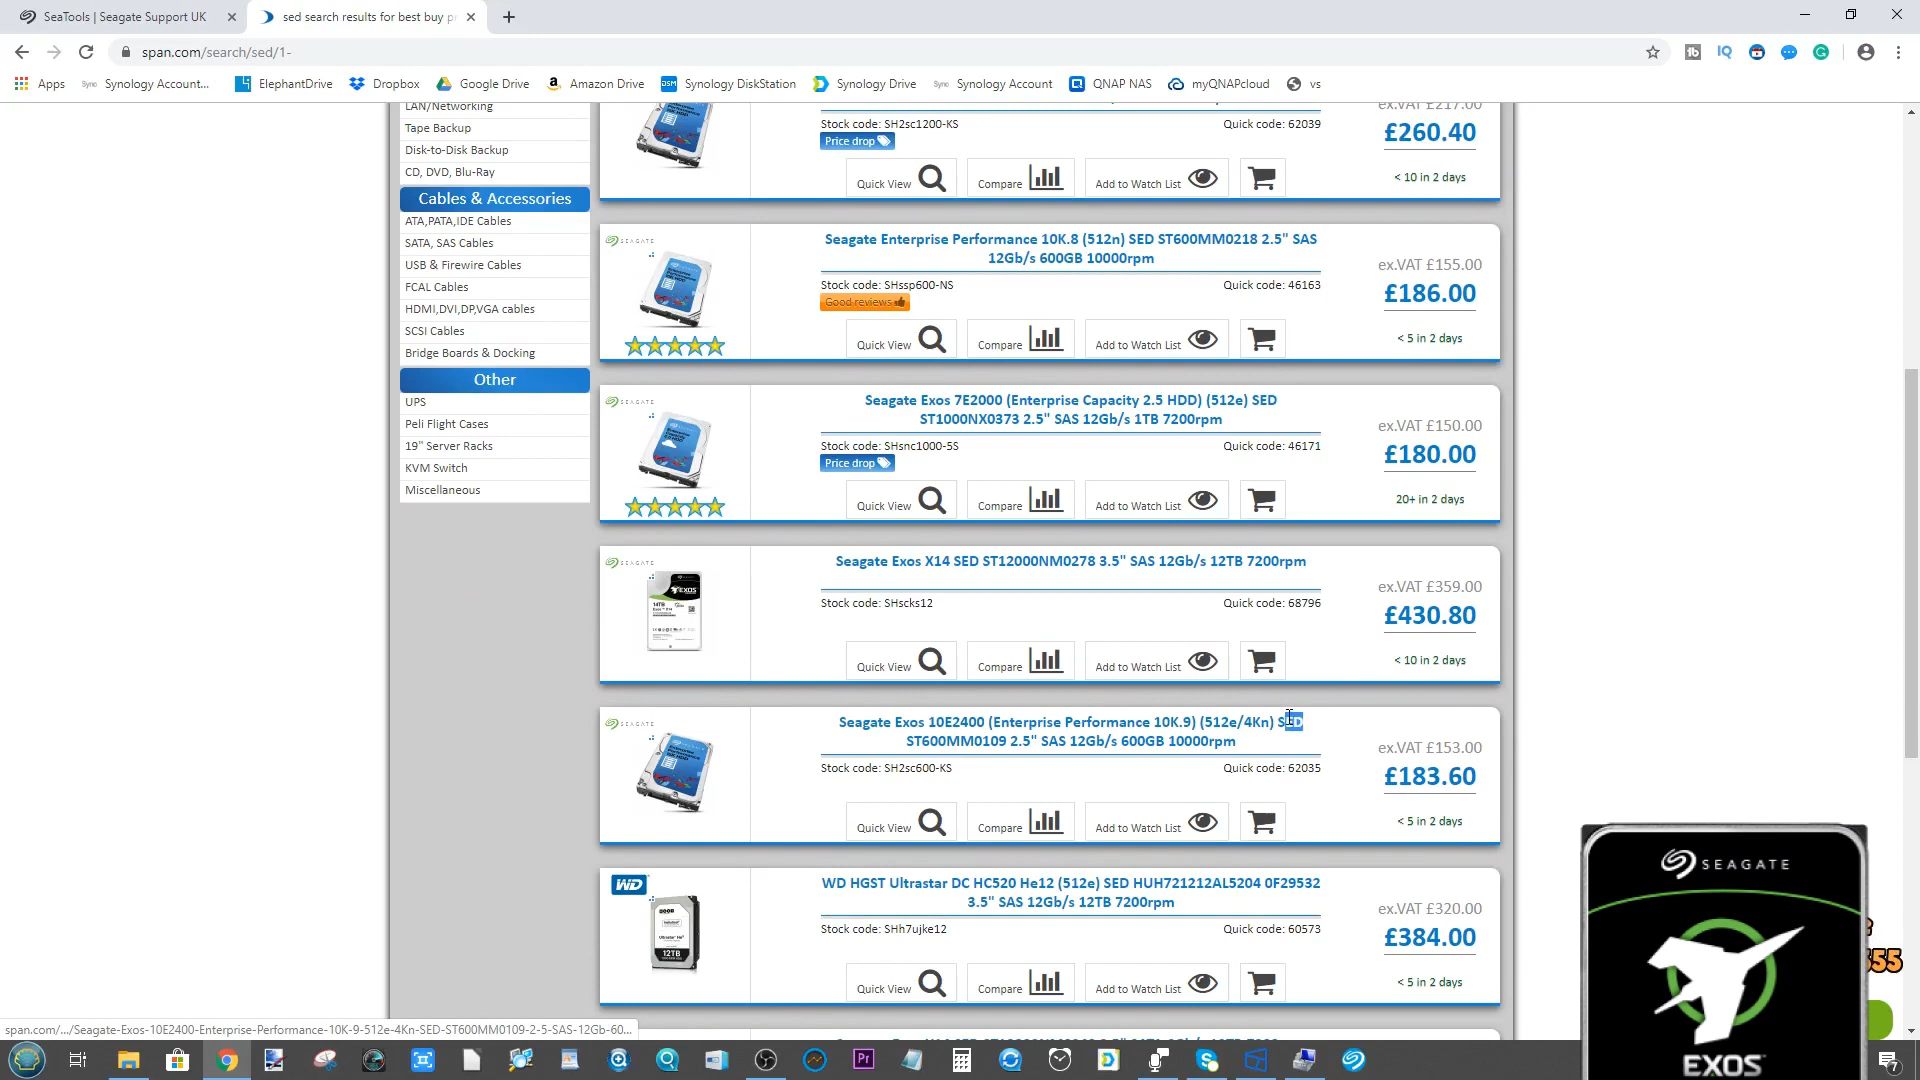 SeaTools | Seagate Support UK
sed search results for best buy pr
span.com/search/sed/1-
Apps
Synology Account...
ElephantDrive
Dropbox
Google Drive
Amazon Drive
Synology DiskStation
Synology Drive
Synology Account
QNAP NAS
myQNAPcloud
vs
LAN/Networking
Tape Backup
Disk-to-Disk Backup
CD, DVD, Blu-Ray
Cables & Accessories
ATA,PATA,IDE Cables
SATA, SAS Cables
USB & Firewire Cables
FCAL Cables
HDMI,DVI,DP,VGA cables
SCSI Cables
Bridge Boards & Docking
Other
UPS
Peli Flight Cases
19" Server Racks
KVM Switch
Miscellaneous
ex.VAT £217.00
Stock code: SH2sc1200-KS
Quick code: 62039
£260.40
Price drop
Quick View
Compare
Add to Watch List
< 10 in 2 days
SEAGATE
Seagate Enterprise Performance 10K.8 (512n) SED ST600MM0218 2.5" SAS
12Gb/s 600GB 10000rpm
ex.VAT £155.00
Stock code: SHssp600-NS
Quick code: 46163
£186.00
Good reviews
Quick View
Compare
Add to Watch List
< 5 in 2 days
SEAGATE
Seagate Exos 7E2000 (Enterprise Capacity 2.5 HDD) (512e) SED
ST1000NX0373 2.5" SAS 12Gb/s 1TB 7200rpm
ex.VAT £150.00
Stock code: SHsnc1000-5S
Quick code: 46171
£180.00
Price drop
Quick View
Compare
Add to Watch List
20+ in 2 days
SEAGATE
Seagate Exos X14 SED ST12000NM0278 3.5" SAS 12Gb/s 12TB 7200rpm
ex.VAT £359.00
Stock code: SHscks12
Quick code: 68796
£430.80
EXOS
14TB
Quick View
Compare
Add to Watch List
< 10 in 2 days
SEAGATE
Seagate Exos 10E2400 (Enterprise Performance 10K.9) (512e/4Kn) SED
ST600MM0109 2.5" SAS 12Gb/s 600GB 10000rpm
ex.VAT £153.00
Stock code: SH2sc600-KS
Quick code: 62035
£183.60
Quick View
Compare
Add to Watch List
< 5 in 2 days
WD
WD HGST Ultrastar DC HC520 He12 (512e) SED HUH721212AL5204 0F29532
3.5" SAS 12Gb/s 12TB 7200rpm
ex.VAT £320.00
Stock code: SHh7ujke12
Quick code: 60573
£384.00
12TB
Quick View
Compare
Add to Watch List
< 5 in 2 days
span.com/.../Seagate-Exos-10E2400-Enterprise-Performance-10K-9-512e-4Kn-SED-ST600MM0109-2-5-SAS-12Gb-60...
SEAGATE
EXOS
555